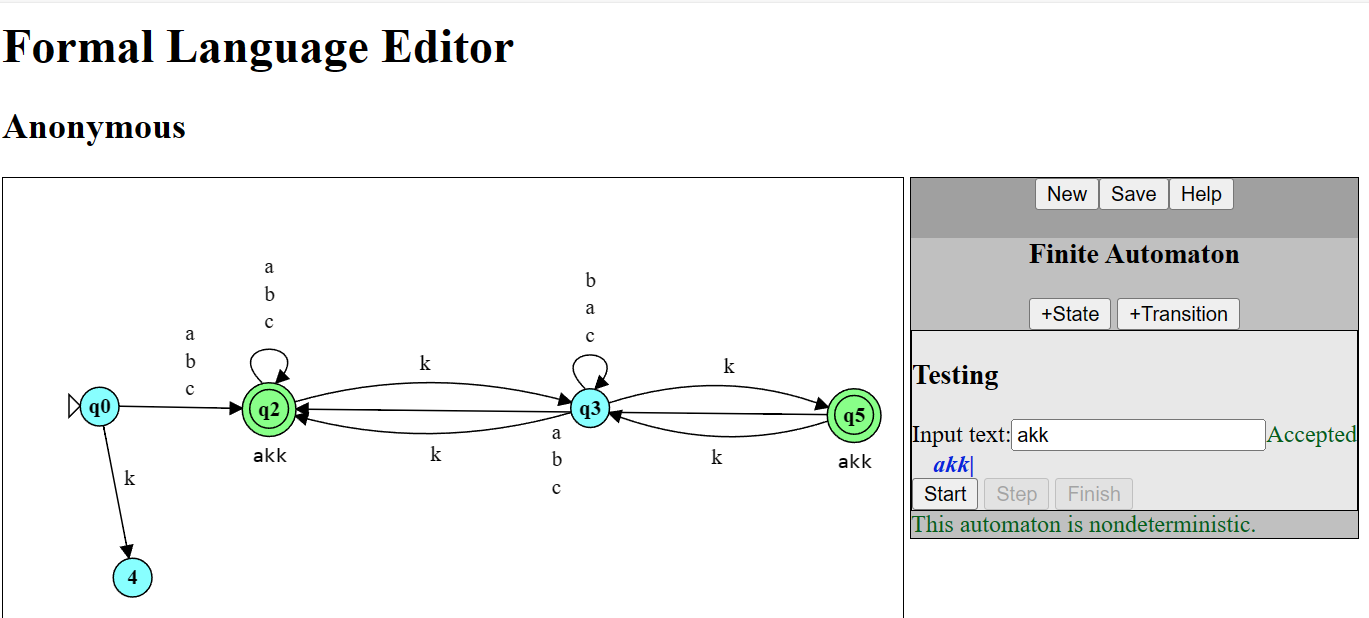 Formal Language Editor
Anonymous
New Save Help
Finite Automaton
+State +Transition
Testing
Input text: akk Accepted
akk|
Start Step Finish
This automaton is nondeterministic.
a
b
c
b
a
c
a
b
c
k
k
q0
q2
q3
q5
akk
akk
k
k
a
b
c
k
4